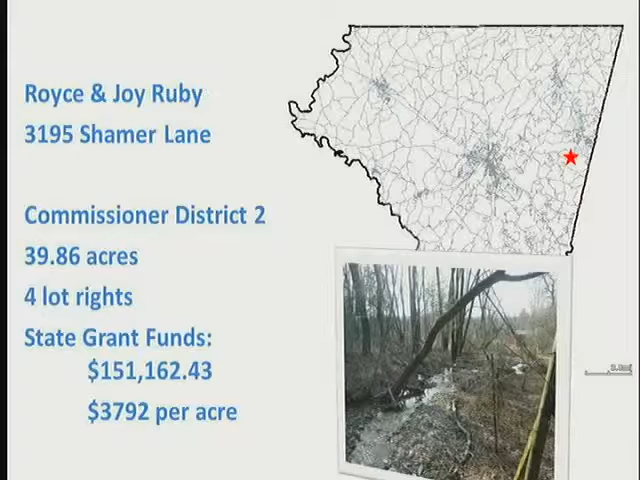 Royce & Joy Ruby
3195 Shamer Lane
Commissioner District 2
39.86 acres
4 lot rights
State Grant Funds:
$151,162.43
$3792 per acre